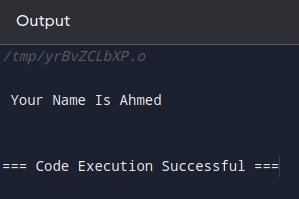 Output
/tmp/yrBvZCLbXP.o
Your Name Is Ahmed
=== Code Execution Successful ===